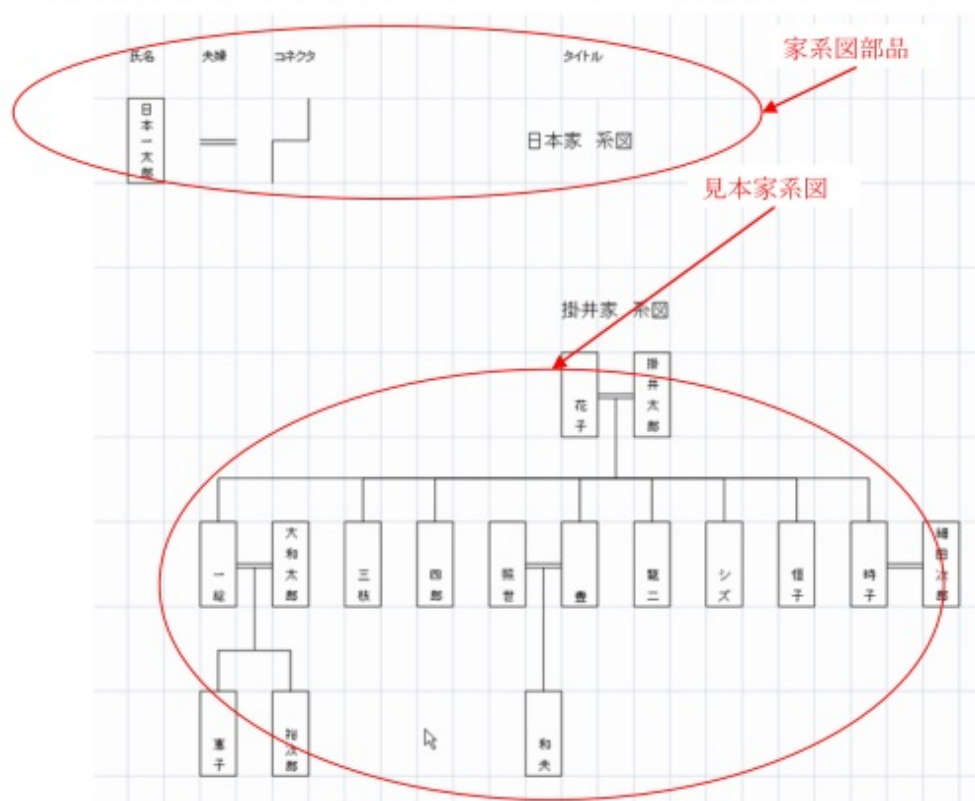 氏名 夫婦 コネクタ タイトル
家系図部品
日本一太郎
日本家 系図
見本家系図
掛井家 系図
花子
掛井太郎
一絵
大和太郎
三枝
四郎
照世
豊
龍二
シズ
恒子
時子
細田次郎
恵子
裕次郎
和夫